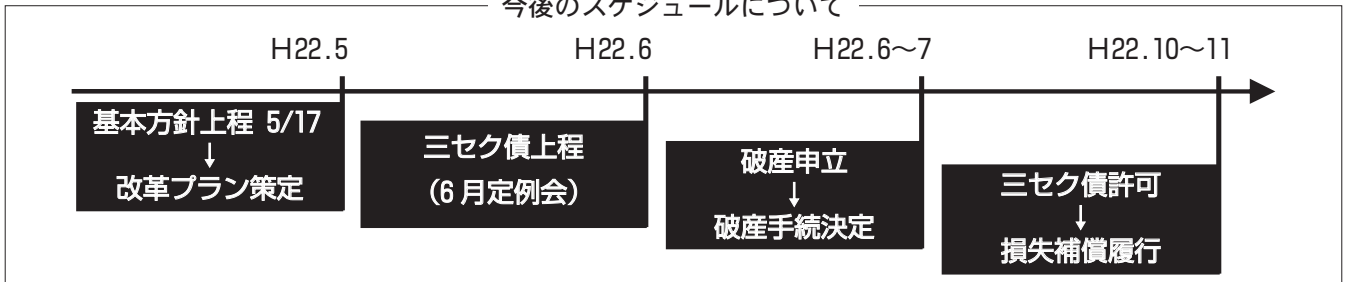 今後のスケジュールについて
H22.5
H22.6
H22.6～7
H22.10～11
基本方針上程 5/17
↓
改革プラン策定
三セク債上程
（6月定例会）
破産申立
↓
破産手続決定
三セク債許可
↓
損失補償履行